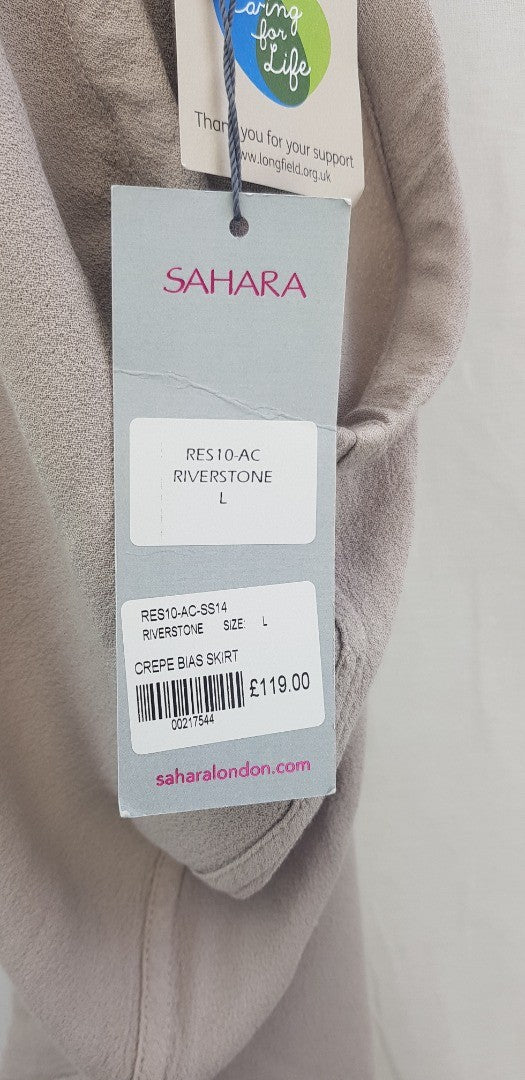 Caring
for
Life
Thank you for your support
www.longfield.org.uk
SAHARA
RES10-AC
RIVERSTONE
L
RES10-AC-SS14
RIVERSTONE SIZE: L
CREPE BIAS SKIRT
£119.00
00217544
saharalondon.com